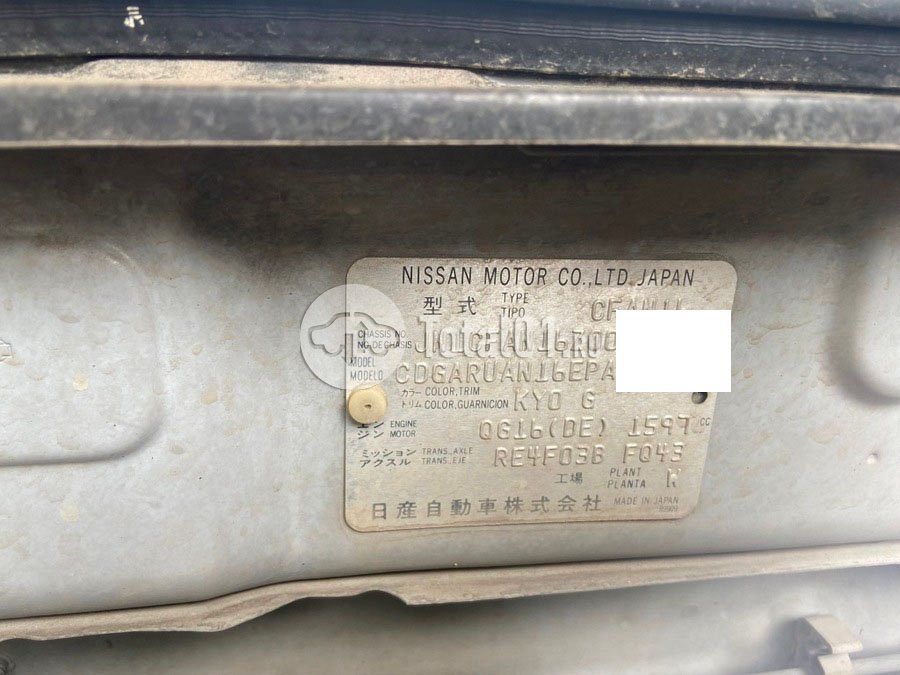 NISSAN MOTOR CO.,LTD. JAPAN
型式 TYPE TIPO
CHASSIS NO.
NO. DE CHASIS
Total01.RU
MODEL
MODELO CDGARUAN16EPA
カラー COLOR,TRIM
トリム COLOR,GUARNICION KY0 G
エン ENGINE
ジン MOTOR QG16(DE) 1597 CC
ミッション TRANS.,AXLE
アクスル TRANS.,EJE RE4F03B F043
工場 PLANT PLANTA N
日産自動車株式会社 MADE IN JAPAN